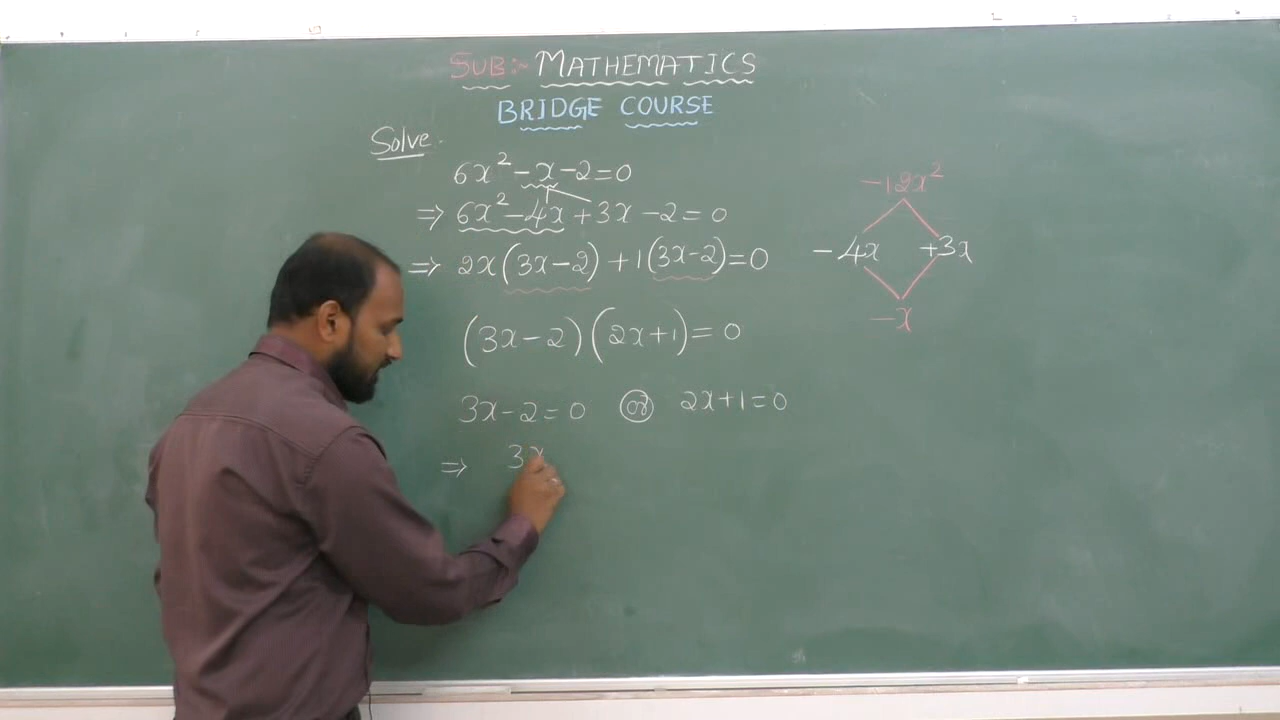 SUB:- MATHEMATICS
BRIDGE COURSE
Solve.
6x² - x - 2 = 0
⇒ 6x² - 4x + 3x - 2 = 0
⇒ 2x(3x - 2) + 1(3x - 2) = 0
(3x - 2)(2x + 1) = 0
3x - 2 = 0 or 2x + 1 = 0
⇒ 3x
-12x²
-4x +3x
-x